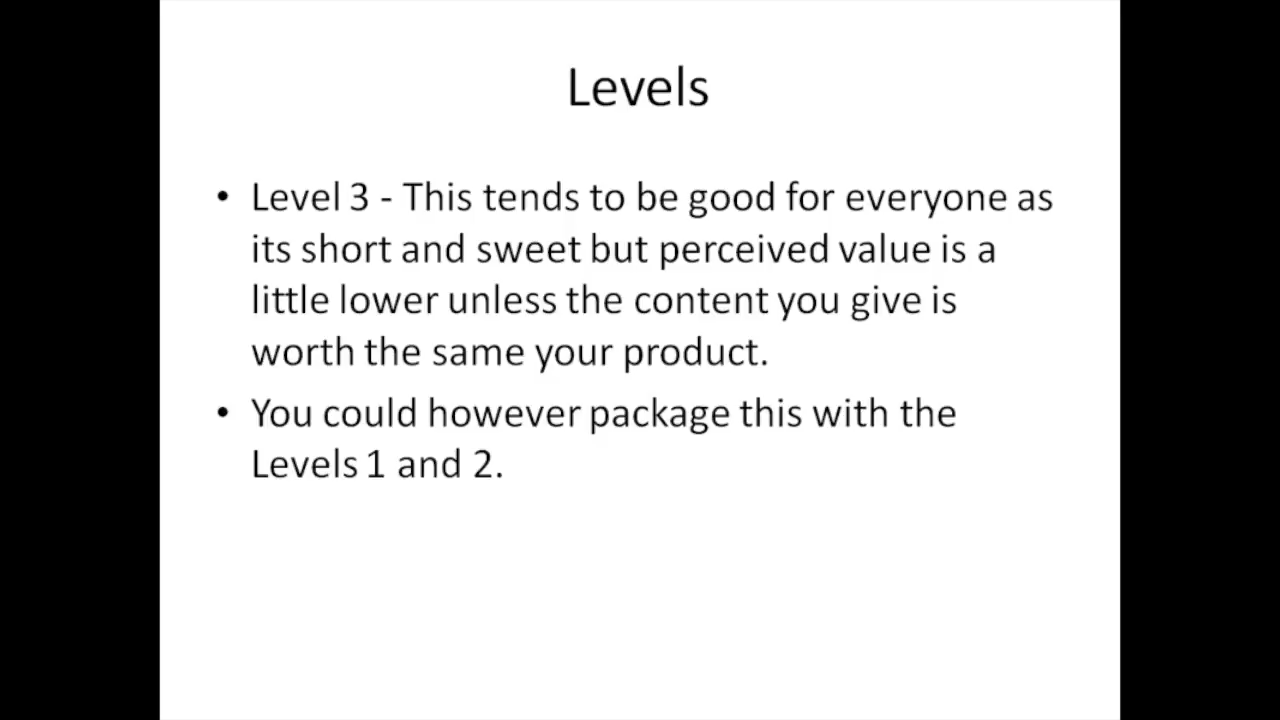 Levels
• Level 3 - This tends to be good for everyone as
its short and sweet but perceived value is a
little lower unless the content you give is
worth the same your product.
• You could however package this with the
Levels 1 and 2.